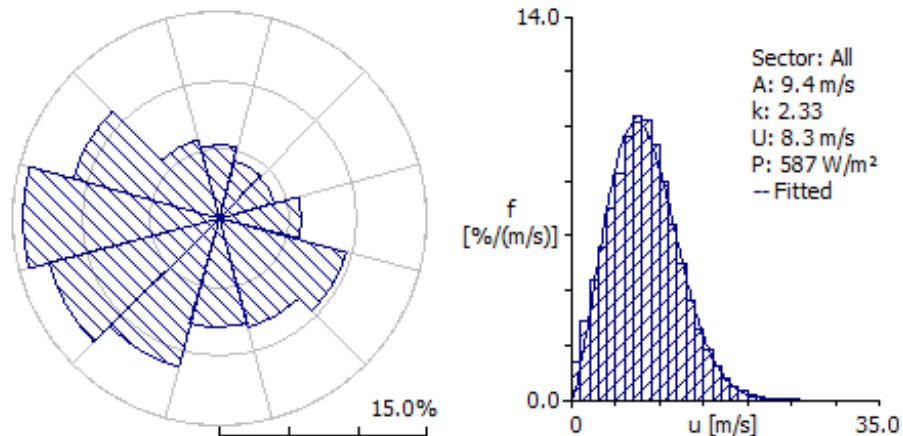 15.0%
14.0
f
[%/(m/s)]
0.0
0
u [m/s]
35.0
Sector: All
A: 9.4 m/s
k: 2.33
U: 8.3 m/s
P: 587 W/m²
-- Fitted